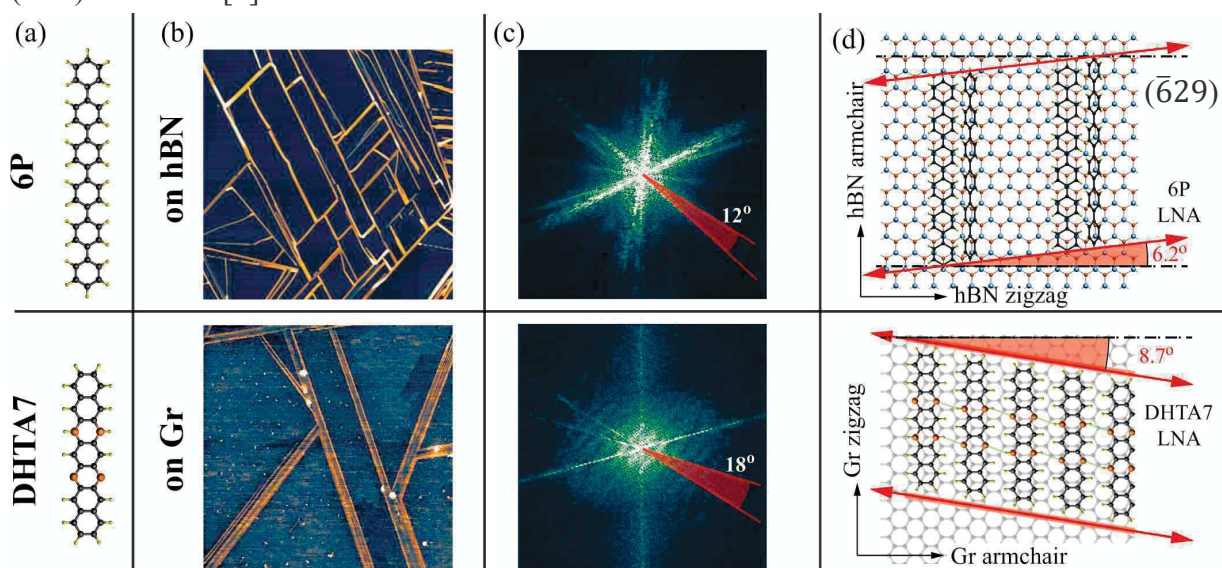 (a)
(b)
(c)
(d)
6P
on hBN
12°
hBN armchair
(6̅29)
6P
LNA
6.2°
hBN zigzag
DHTA7
on Gr
18°
Gr zigzag
8.7°
DHTA7
LNA
Gr armchair